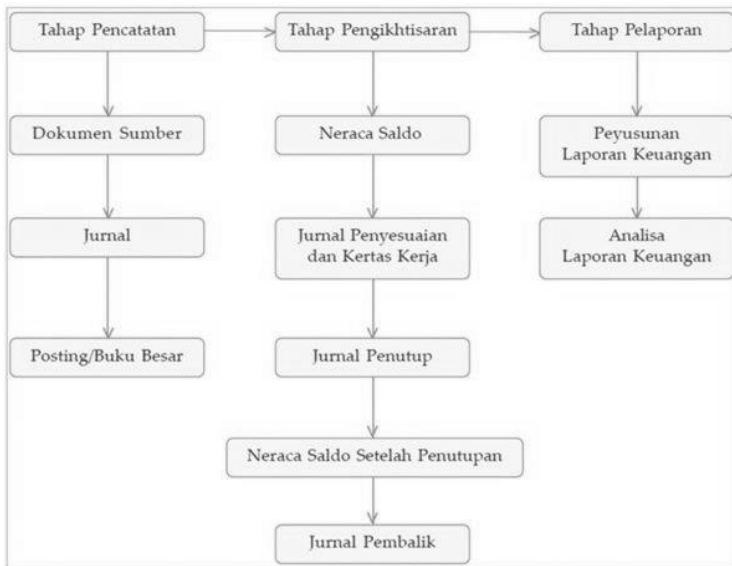 Tahap Pencatatan
Tahap Pengikhtisaran
Tahap Pelaporan
Dokumen Sumber
Neraca Saldo
Peyusunan
Laporan Keuangan
Jurnal
Jurnal Penyesuaian
dan Kertas Kerja
Analisa
Laporan Keuangan
Posting/Buku Besar
Jurnal Penutup
Neraca Saldo Setelah Penutupan
Jurnal Pembalik